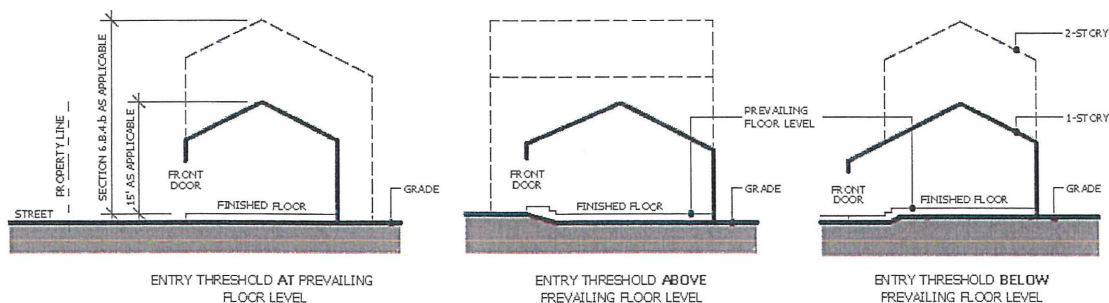 PROPERTY LINE
SECTION 6.B.4.b AS APPLICABLE
15' AS APPLICABLE
FRONT
DOOR
GRADE
STREET
FINISHED FLOOR
ENTRY THRESHOLD AT PREVAILING
FLOOR LEVEL
PREVAILING
FLOOR LEVEL
FRONT
DOOR
GRADE
FINISHED FLOOR
ENTRY THRESHOLD ABOVE
PREVAILING FLOOR LEVEL
2-STORY
1-STORY
FRONT
DOOR
GRADE
FINISHED FLOOR
ENTRY THRESHOLD BELOW
PREVAILING FLOOR LEVEL